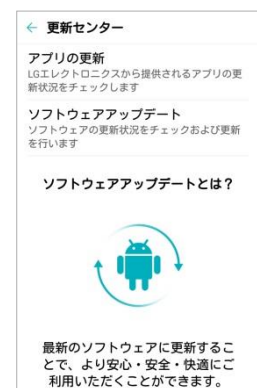 ← 更新センター
アプリの更新
LGエレクトロニクスから提供されるアプリの更
新状況をチェックします
ソフトウェアアップデート
ソフトウェアの更新状況をチェックおよび更新
を行います
ソフトウェアアップデートとは？
最新のソフトウェアに更新するこ
とで、より安心・安全・快適にご
利用いただくことができます。